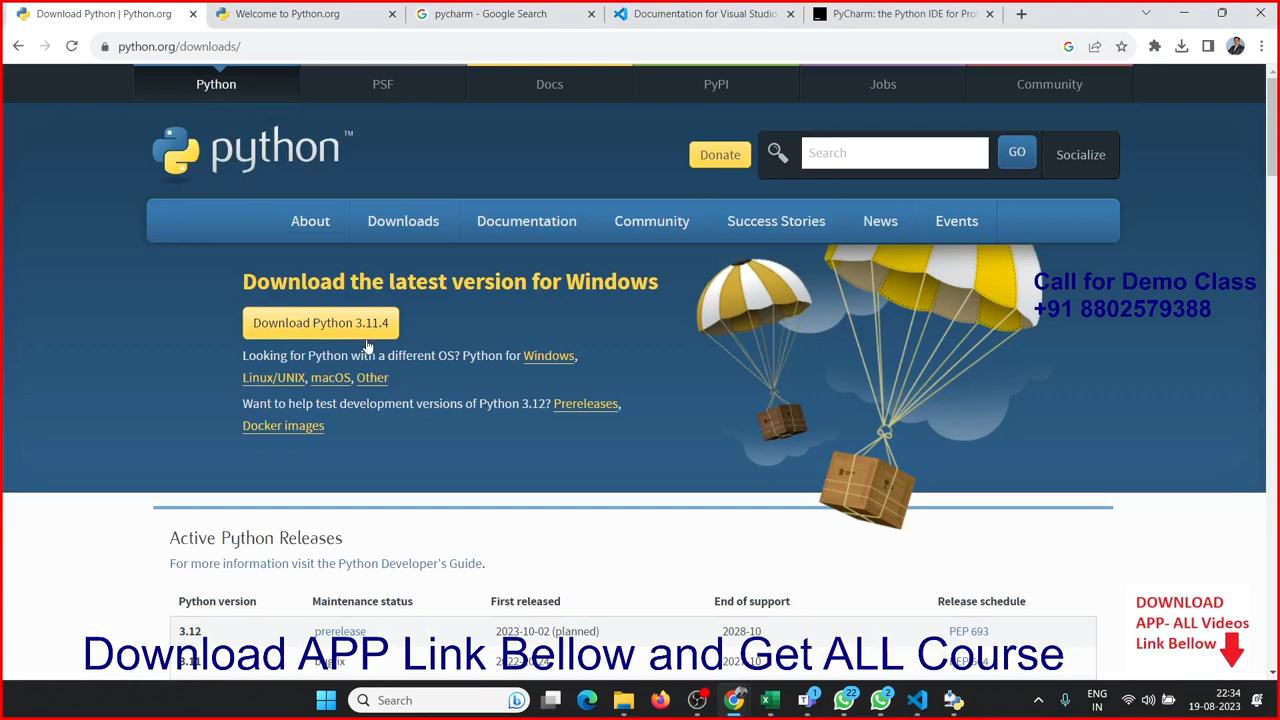 Download Python | Python.org
Welcome to Python.org
pycharm - Google Search
Documentation for Visual Studio
PyCharm: the Python IDE for Prof
python.org/downloads/
Python
PSF
Docs
PyPI
Jobs
Community
python™
Donate
Search
GO
Socialize
About
Downloads
Documentation
Community
Success Stories
News
Events
Download the latest version for Windows
Call for Demo Class
+91 8802579388
Download Python 3.11.4
Looking for Python with a different OS? Python for Windows,
Linux/UNIX, macOS, Other
Want to help test development versions of Python 3.12? Prereleases,
Docker images
Active Python Releases
For more information visit the Python Developer's Guide.
Python version
Maintenance status
First released
End of support
Release schedule
3.12
prerelease
2023-10-02 (planned)
2028-10
PEP 693
DOWNLOAD
APP- ALL Videos
Link Bellow
Download APP Link Bellow and Get ALL Course
Search
1
22
2
ENG
IN
22:34
19-08-2023